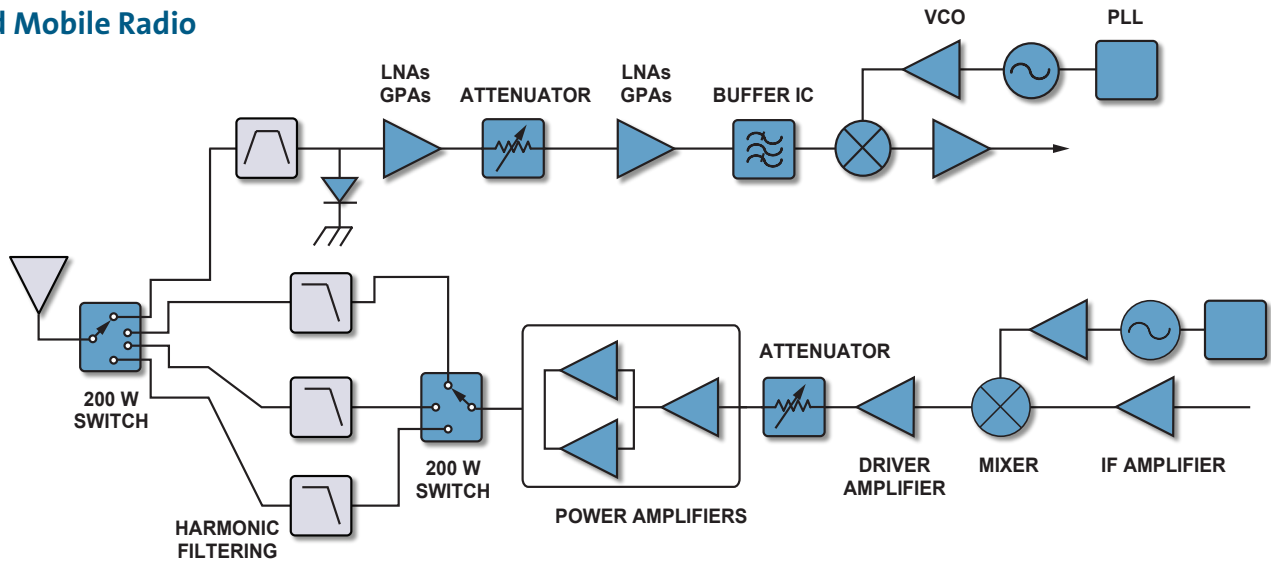 d Mobile Radio
VCO
PLL
LNAs
GPAs
ATTENUATOR
LNAs
GPAs
BUFFER IC
200 W
SWITCH
HARMONIC
FILTERING
200 W
SWITCH
POWER AMPLIFIERS
ATTENUATOR
DRIVER
AMPLIFIER
MIXER
IF AMPLIFIER